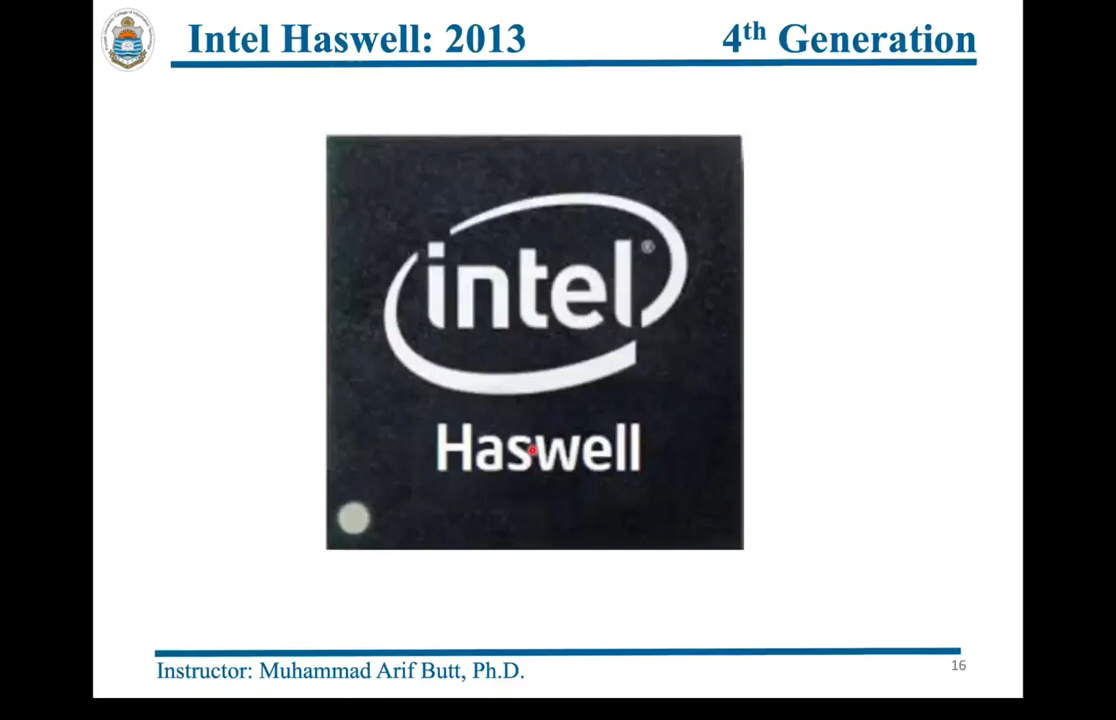 Intel Haswell: 2013
4th Generation
intel®
Haswell
Instructor: Muhammad Arif Butt, Ph.D.
16